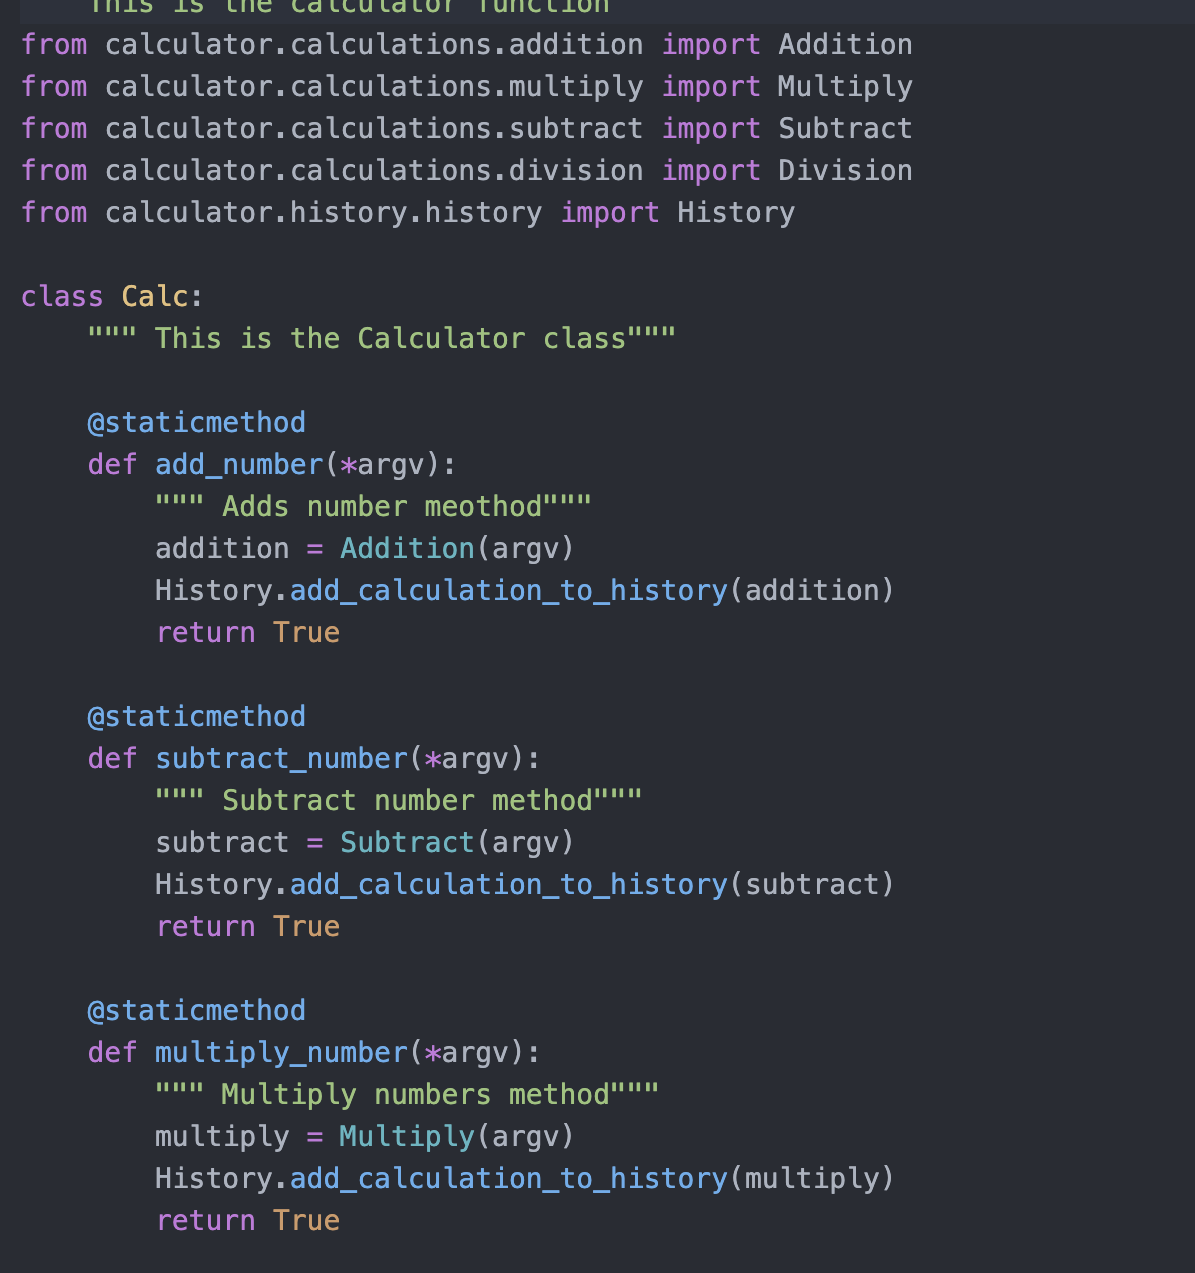 This is the calculator function
from calculator.calculations.addition import Addition
from calculator.calculations.multiply import Multiply
from calculator.calculations.subtract import Subtract
from calculator.calculations.division import Division
from calculator.history.history import History
class Calc:
""" This is the Calculator class"""
@staticmethod
def add_number(*argv):
""" Adds number meothod"""
addition = Addition(argv)
History.add_calculation_to_history(addition)
return True
@staticmethod
def subtract_number(*argv):
""" Subtract number method"""
subtract = Subtract(argv)
History.add_calculation_to_history(subtract)
return True
@staticmethod
def multiply_number(*argv):
""" Multiply numbers method"""
multiply = Multiply(argv)
History.add_calculation_to_history(multiply)
return True